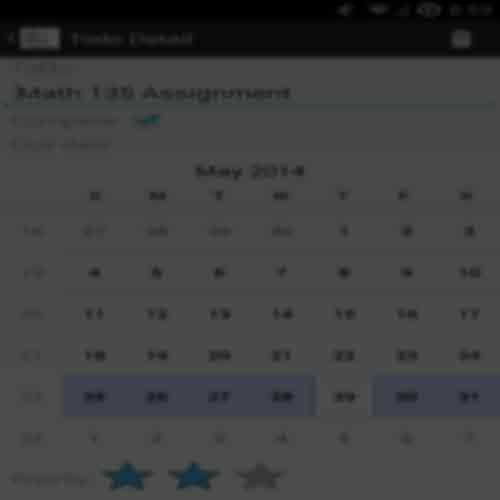 Todo Detail
Math 135 Assignment
Complete
Due date
May 2014
S M T W T F S
18 27 28 29 30 1 2 3
19 4 5 6 7 8 9 10
20 11 12 13 14 15 16 17
21 18 19 20 21 22 23 24
22 25 26 27 28 29 30 31
23 1 2 3 4 5 6 7
Priority